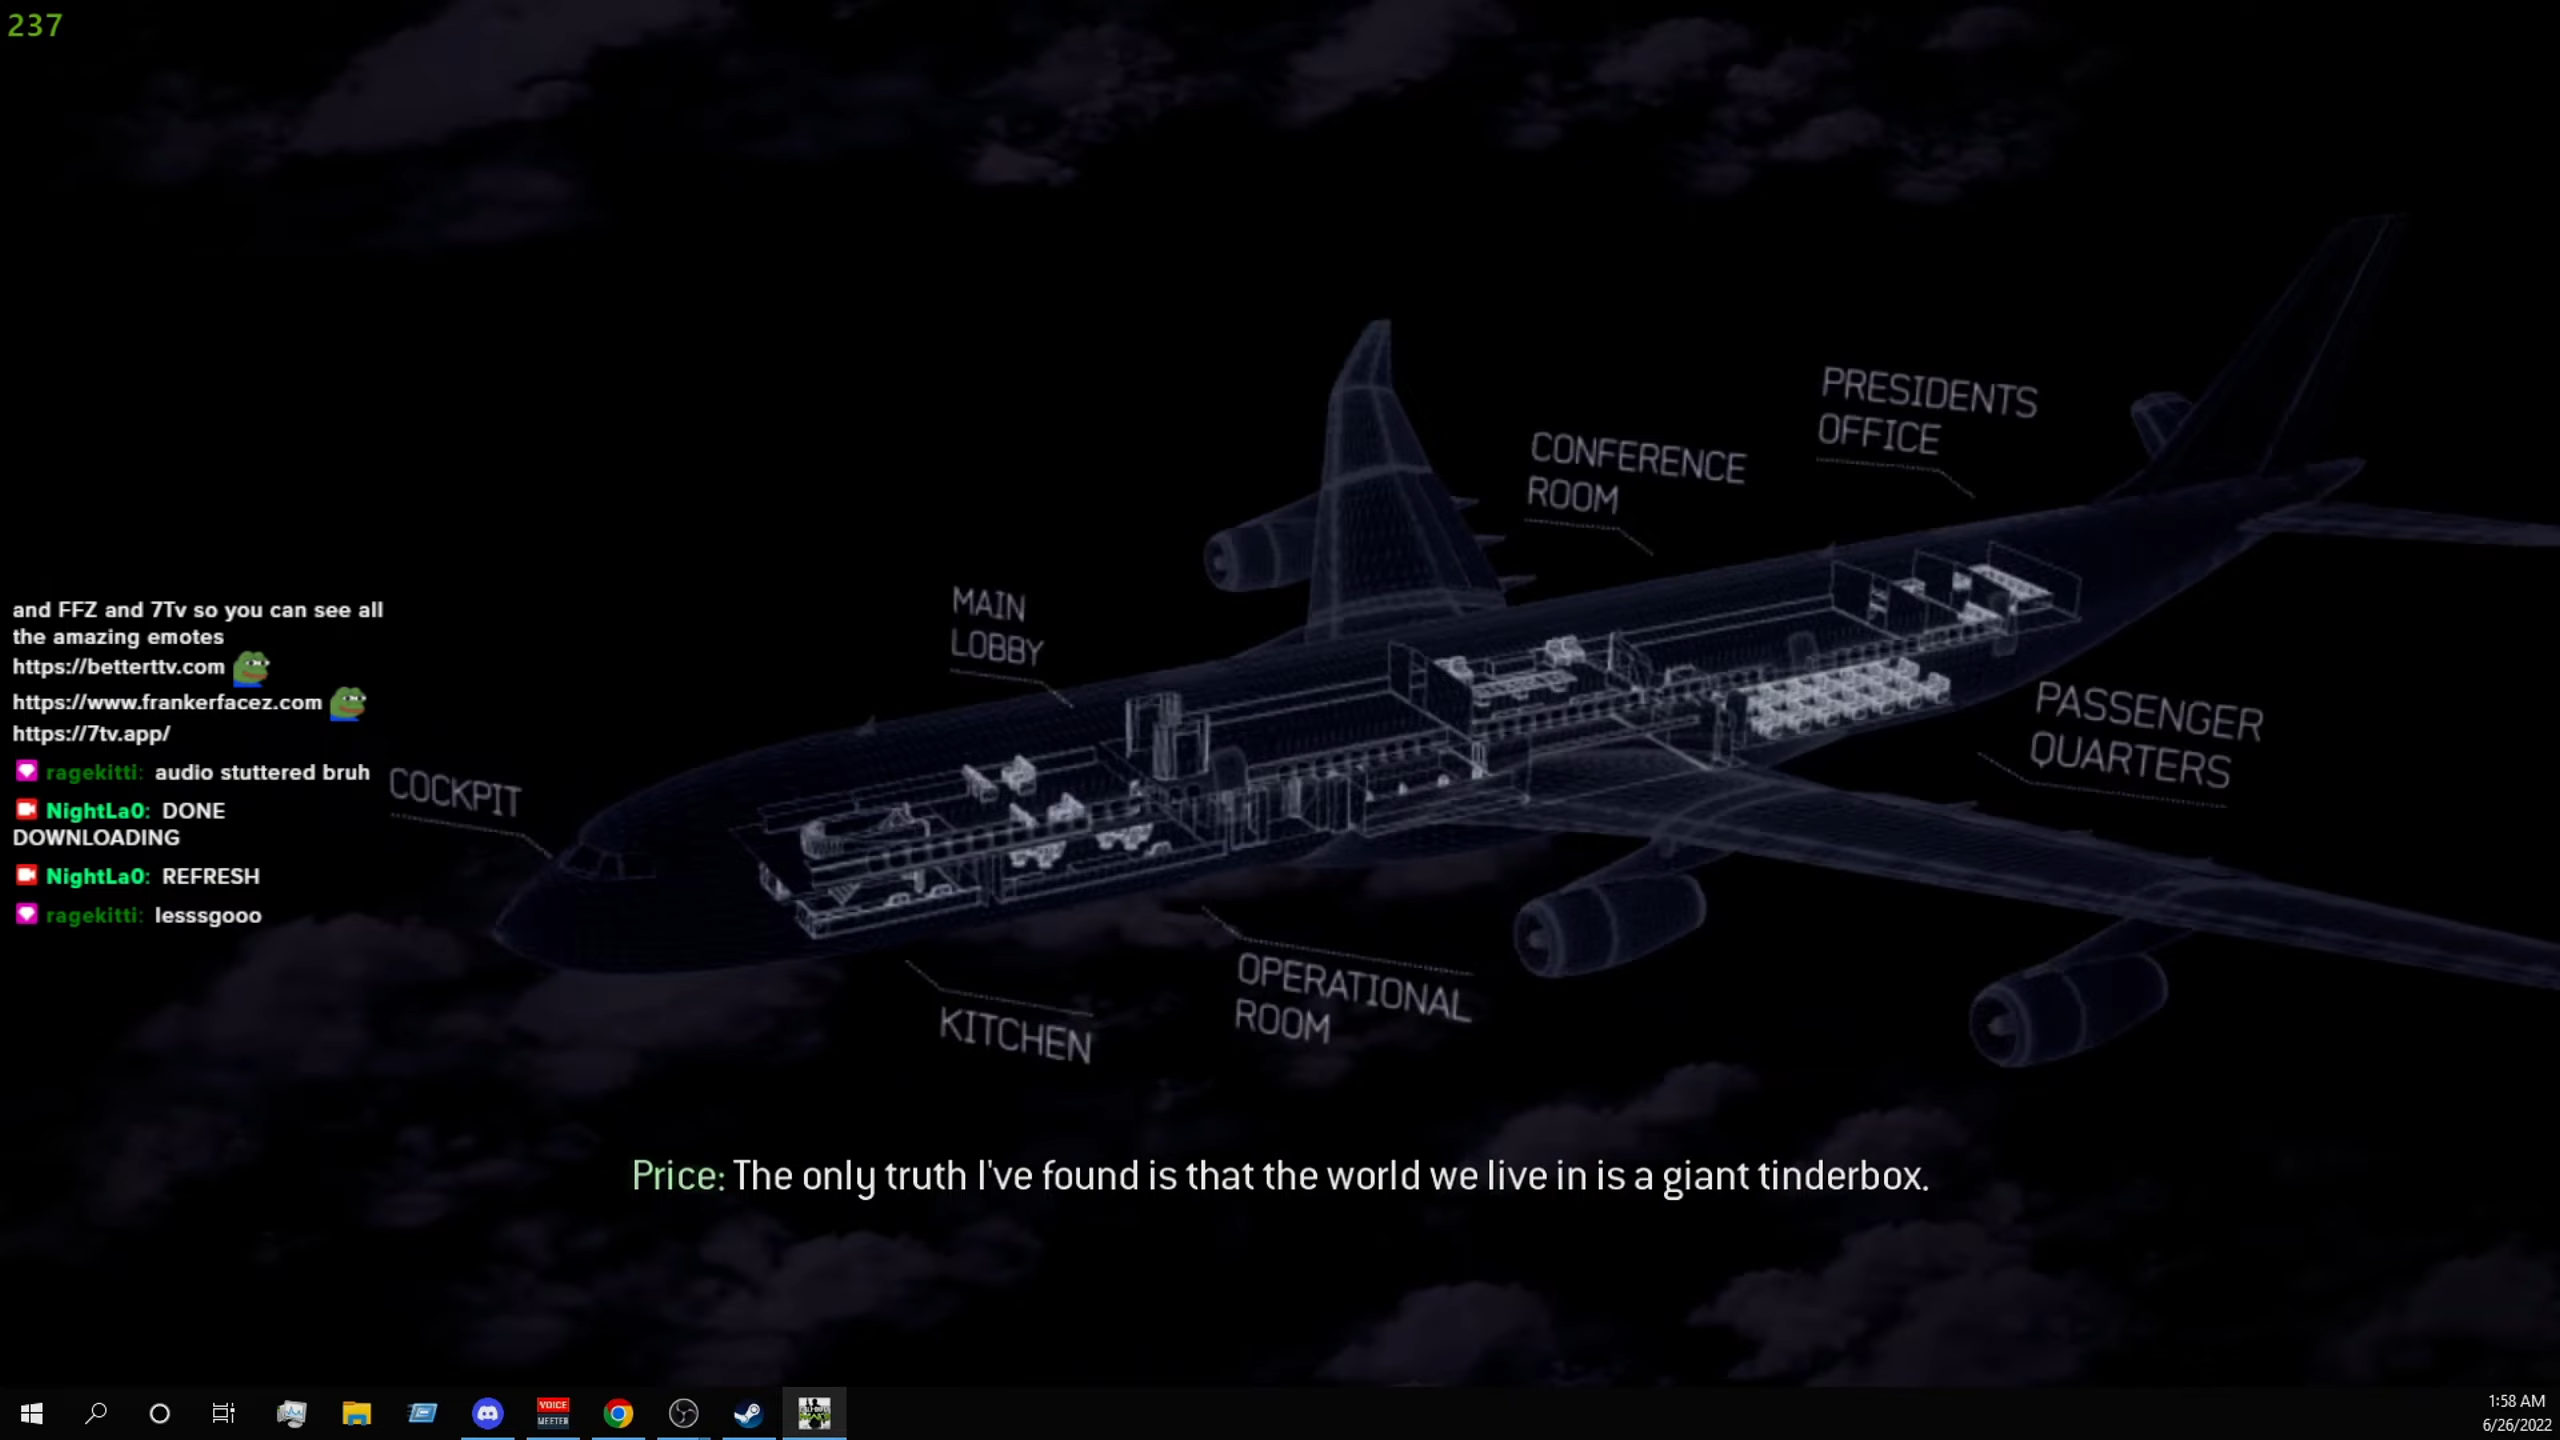 237
PRESIDENTS
OFFICE
CONFERENCE
ROOM
MAIN
LOBBY
and FFZ and 7Tv so you can see all
the amazing emotes
https://betterttv.com
https://www.frankerfacez.com
https://7tv.app/
ragekitti: audio stuttered bruh
NightLa0: DONE
DOWNLOADING
NightLa0: REFRESH
ragekitti: lesssgooo
COCKPIT
PASSENGER
QUARTERS
OPERATIONAL
ROOM
KITCHEN
Price: The only truth I've found is that the world we live in is a giant tinderbox.
VOICE
MEETER
1:58 AM
6/26/2022